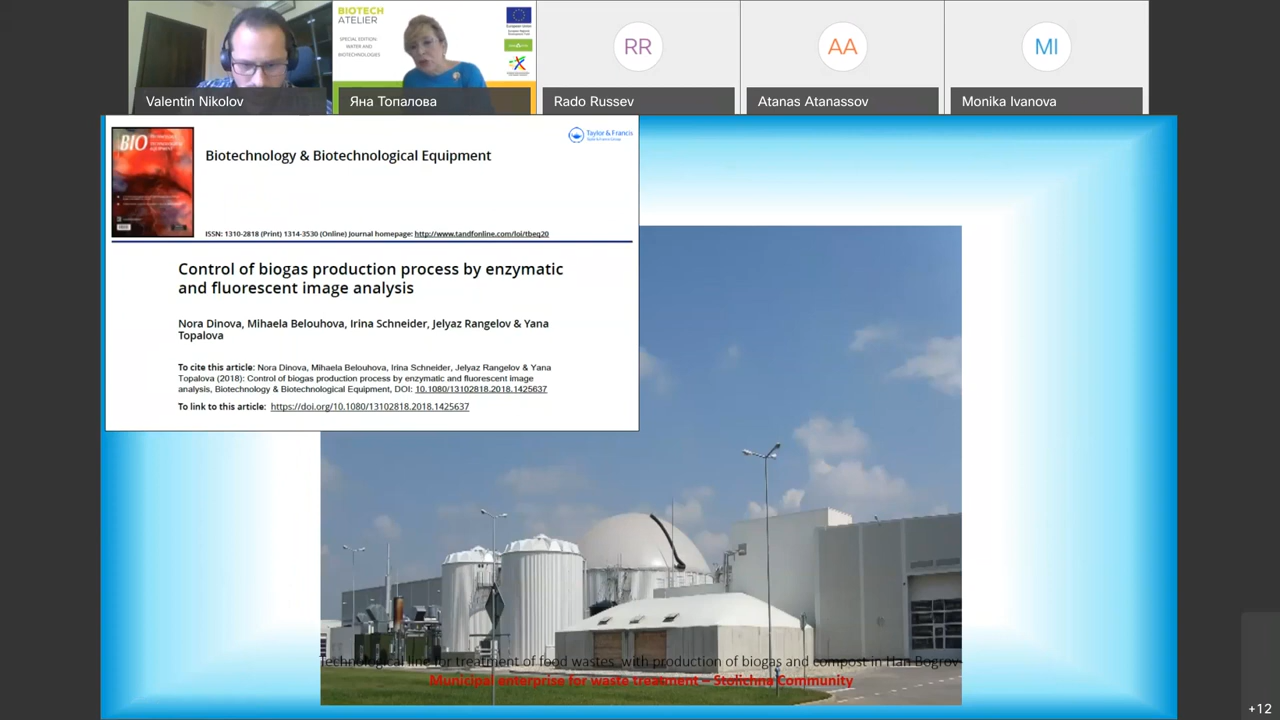 BIOTECH
ATELIER
SPECIAL EDITION:
WATER AND
BIOTECHNOLOGIES
RR
AA
MI
Valentin Nikolov
Яна Топалова
Rado Russev
Atanas Atanassov
Monika Ivanova
BIO
Taylor & Francis
Taylor & Francis Group
Biotechnology & Biotechnological Equipment
ISSN: 1310-2818 (Print) 1314-3530 (Online) Journal homepage: http://www.tandfonline.com/loi/tbeq20
Control of biogas production process by enzymatic
and fluorescent image analysis
Nora Dinova, Mihaela Belouhova, Irina Schneider, Jelyaz Rangelov & Yana
Topalova
To cite this article: Nora Dinova, Mihaela Belouhova, Irina Schneider, Jelyaz Rangelov & Yana
Topalova (2018): Control of biogas production process by enzymatic and fluorescent image
analysis, Biotechnology & Biotechnological Equipment, DOI: 10.1080/13102818.2018.1425637
To link to this article: https://doi.org/10.1080/13102818.2018.1425637
Technological line for treatment of food wastes with production of biogas and compost in Han Bogrov
Municipal enterprise for waste treatment – Stolichna Community
+12